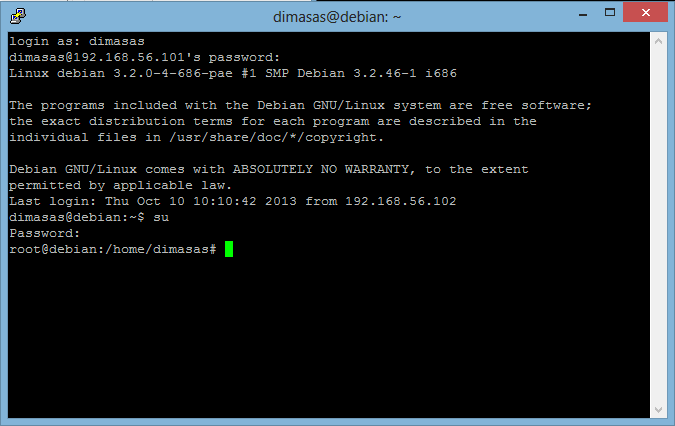 dimasas@debian: ~
login as: dimasas
dimasas@192.168.56.101's password:
Linux debian 3.2.0-4-686-pae #1 SMP Debian 3.2.46-1 i686
The programs included with the Debian GNU/Linux system are free software;
the exact distribution terms for each program are described in the
individual files in /usr/share/doc/*/copyright.
Debian GNU/Linux comes with ABSOLUTELY NO WARRANTY, to the extent
permitted by applicable law.
Last login: Thu Oct 10 10:10:42 2013 from 192.168.56.102
dimasas@debian:~$ su
Password:
root@debian:/home/dimasas#